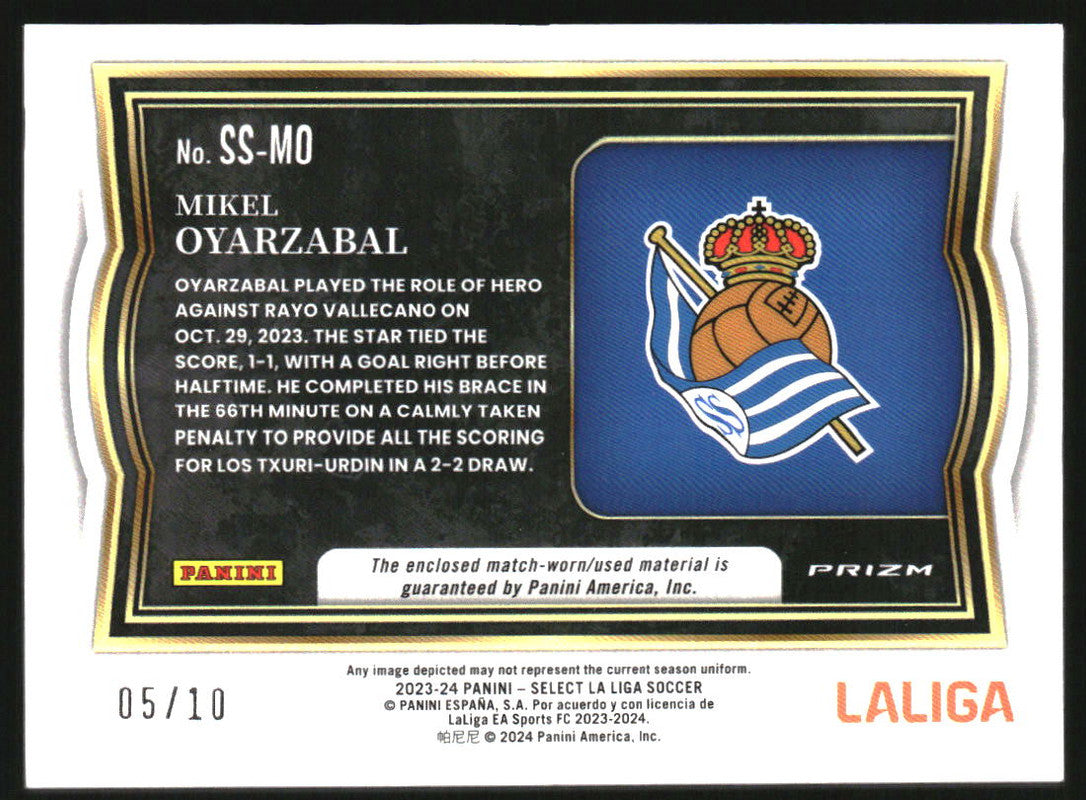 No. SS-MO
MIKEL
OYARZABAL
OYARZABAL PLAYED THE ROLE OF HERO
AGAINST RAYO VALLECANO ON
OCT. 29, 2023. THE STAR TIED THE
SCORE, 1-1, WITH A GOAL RIGHT BEFORE
HALFTIME. HE COMPLETED HIS BRACE IN
THE 66TH MINUTE ON A CALMLY TAKEN
PENALTY TO PROVIDE ALL THE SCORING
FOR LOS TXURI-URDIN IN A 2-2 DRAW.
PANINI
The enclosed match-worn/used material is
guaranteed by Panini America, Inc.
PRIZM
Any image depicted may not represent the current season uniform.
2023-24 PANINI – SELECT LA LIGA SOCCER
© PANINI ESPAÑA, S.A. Por acuerdo y con licencia de
LaLiga EA Sports FC 2023-2024.
帕尼尼 © 2024 Panini America, Inc.
05/10
LALIGA